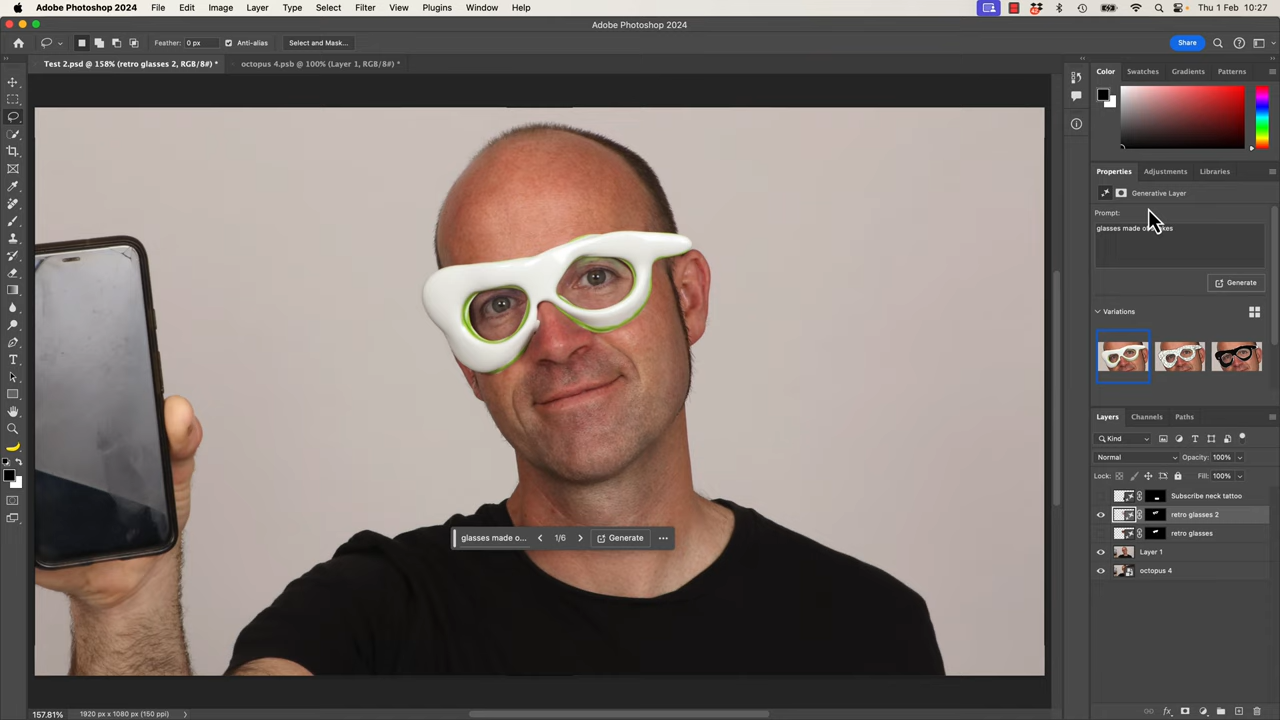 Photoshop 2024 File Edit Image Layer Type Select Filter View Plugins Window Help Thu 1 Feb 10:27
Adobe Photoshop 2024
Feather: 0 px Anti-alias Select and Mask... Share
Test 2.psd @ 158% (retro glasses 2, RGB/8#) * octopus 4.psb @ 100% (Layer 1, RGB/8#) *
Color Swatches Gradients Patterns
Properties Adjustments Libraries
Generative Layer
Prompt:
glasses made of
Generate
Variations
Layers Channels Paths
Kind
Normal Opacity: 100%
Lock: Fill: 100%
Subscribe neck tattoo
retro glasses 2
retro glasses
Layer 1
octopus 4
glasses made o... 1/6 Generate ...
157.81% 1920 px x 1080 px (150 ppi)